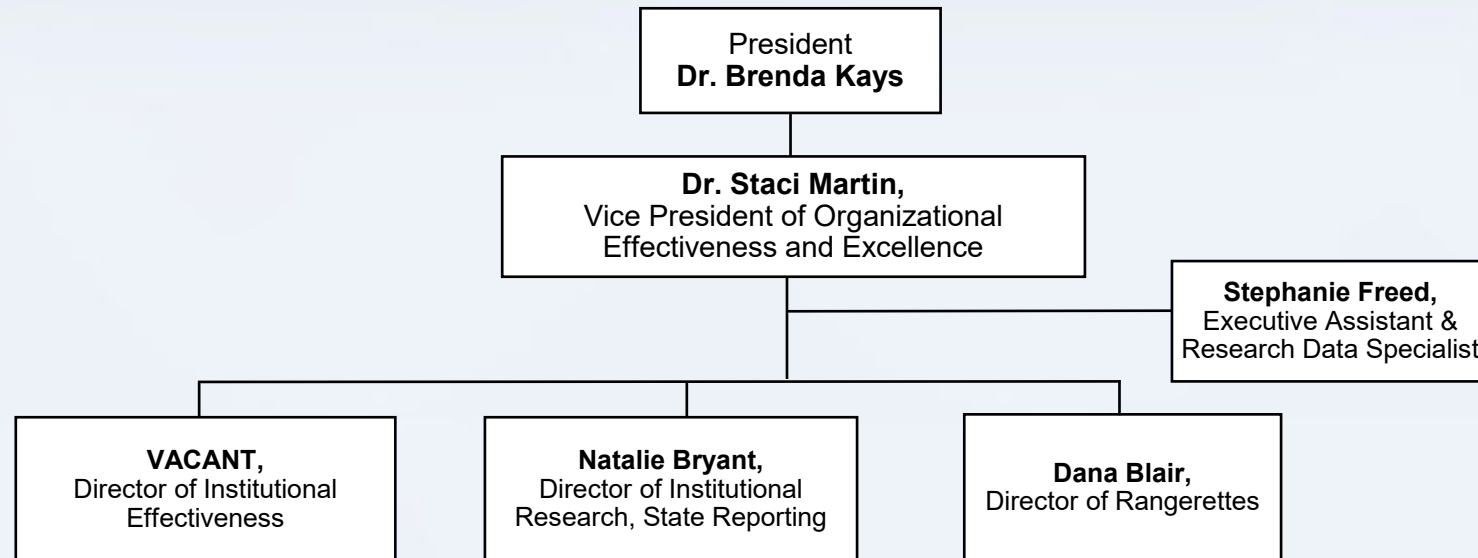 President
Dr. Brenda Kays
Dr. Staci Martin,
Vice President of Organizational
Effectiveness and Excellence
Stephanie Freed,
Executive Assistant &
Research Data Specialist
VACANT,
Director of Institutional
Effectiveness
Natalie Bryant,
Director of Institutional
Research, State Reporting
Dana Blair,
Director of Rangerettes